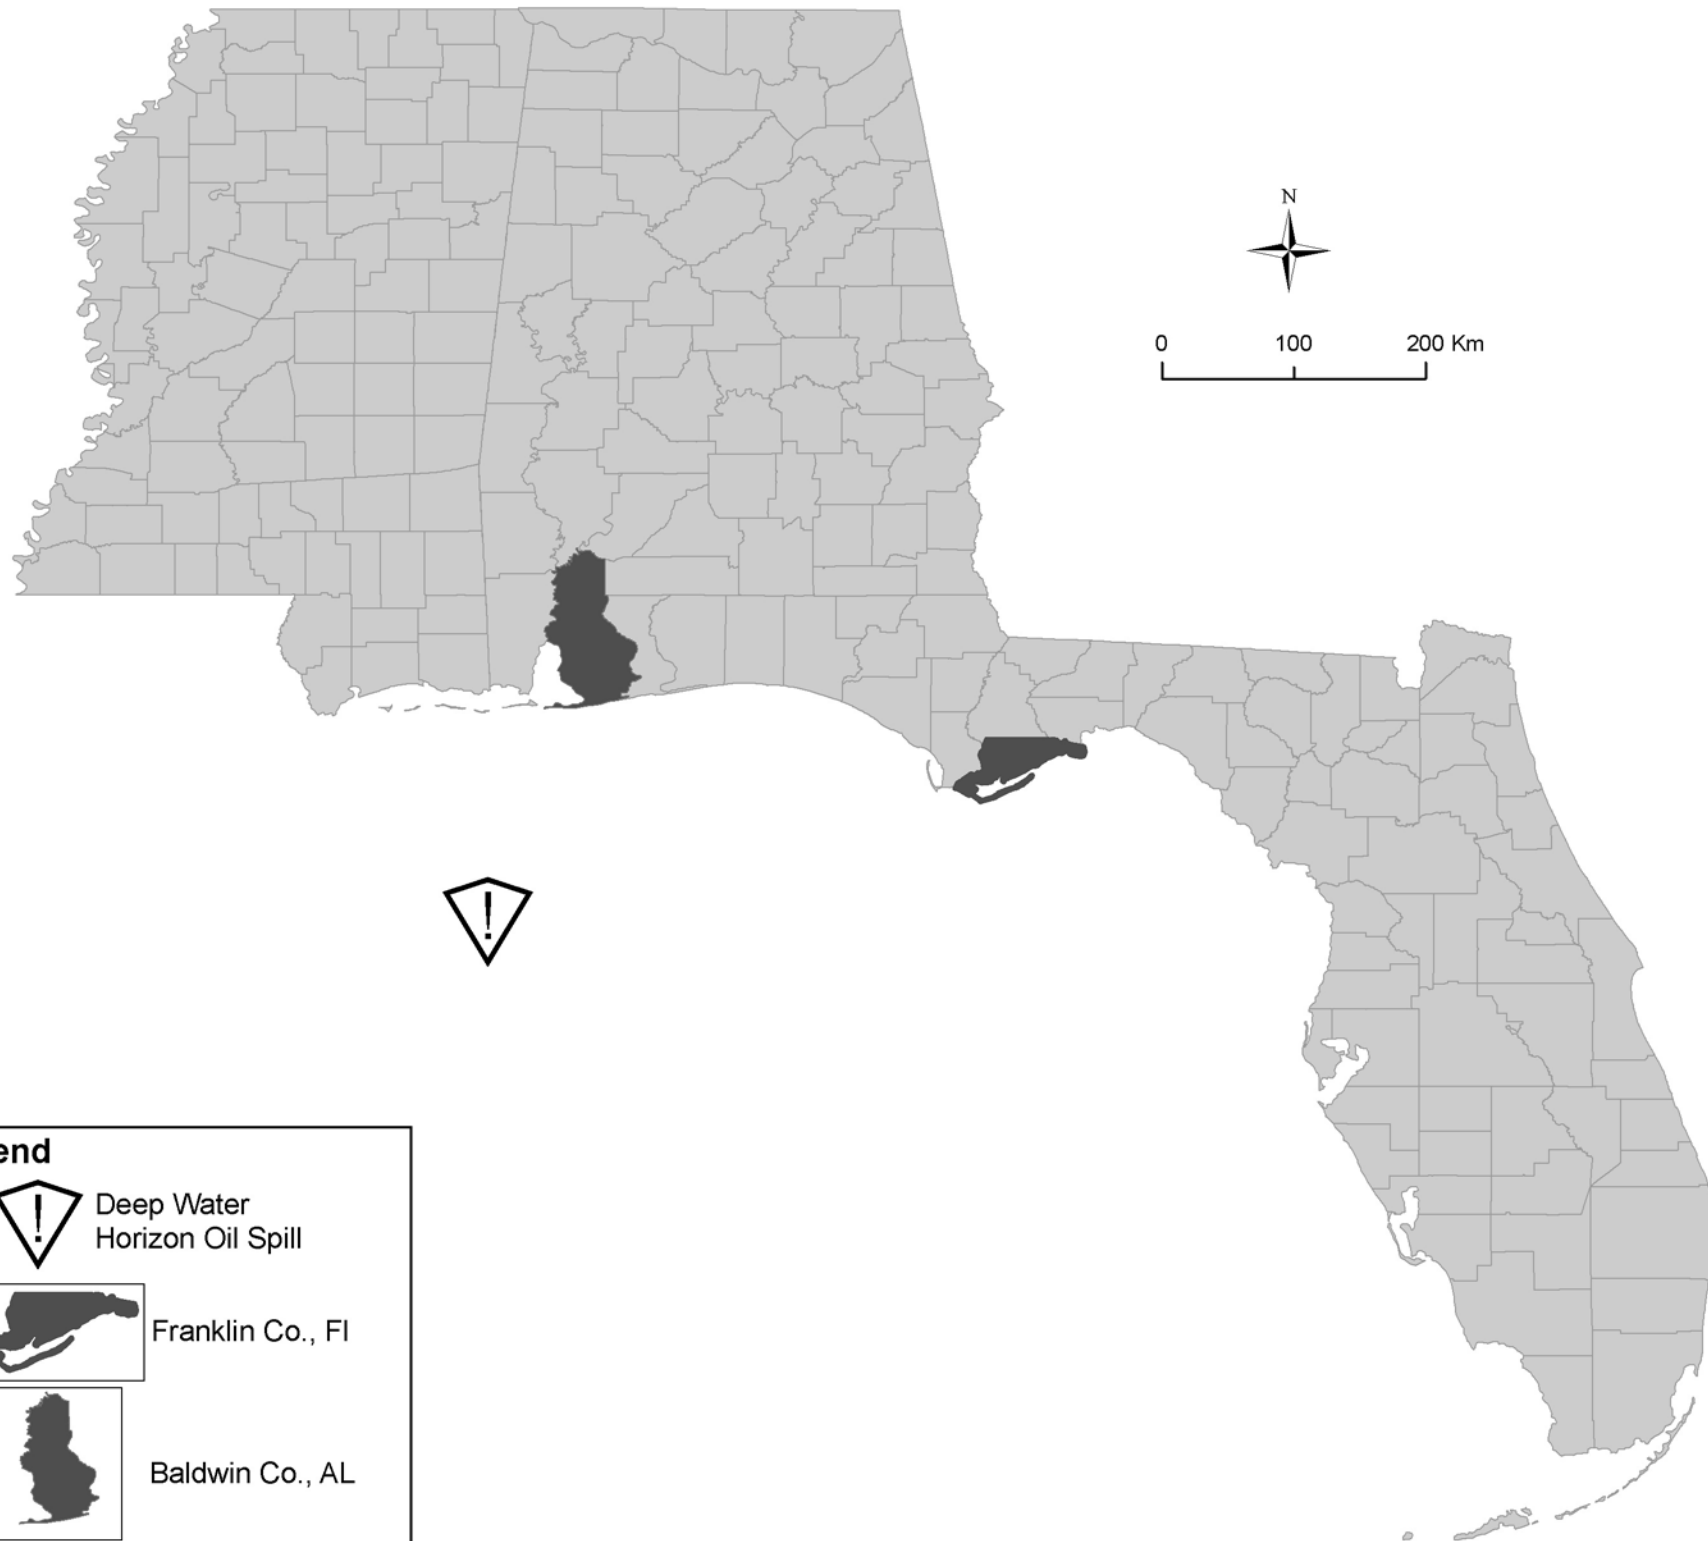 N
0 100 200 Km
end
! Deep Water
Horizon Oil Spill
Franklin Co., Fl
Baldwin Co., AL
!